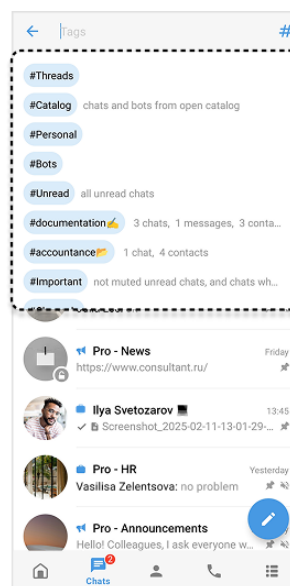 Tags #
#Threads
#Catalog chats and bots from open catalog
#Personal
#Bots
#Unread all unread chats
#documentation✍️ 3 chats, 1 messages, 3 conta...
#accountance📂 1 chat, 4 contacts
#Important not muted unread chats, and chats wh...
Pro - News Friday
https://www.consultant.ru/
Ilya Svetozarov 13:45
Screenshot_2025-02-11-13-01-29-...
Pro - HR Yesterday
Vasilisa Zelentsova: no problem
Pro - Announcements
Hello! Colleagues, I ask everyone w...
2
Chats